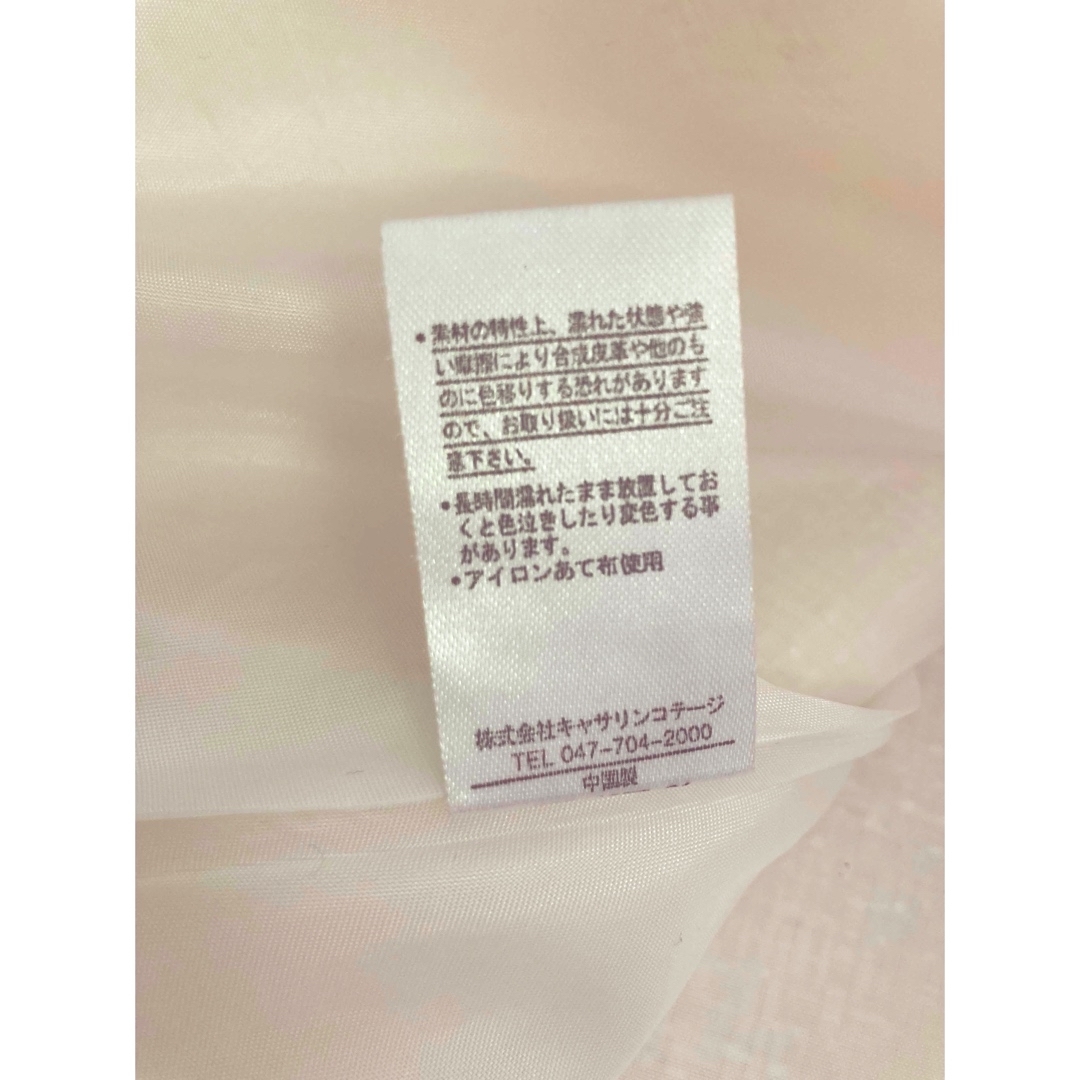 •素材の特性上、濡れた状態や強
い摩擦により合成皮革や他のも
のに色移りする恐れがあります
ので、お取り扱いには十分ご注
意下さい。
•長時間濡れたまま放置してお
くと色泣きしたり変色する事
があります。
•アイロンあて布使用
株式会社キャサリンコテージ
TEL 047-704-2000
中国製